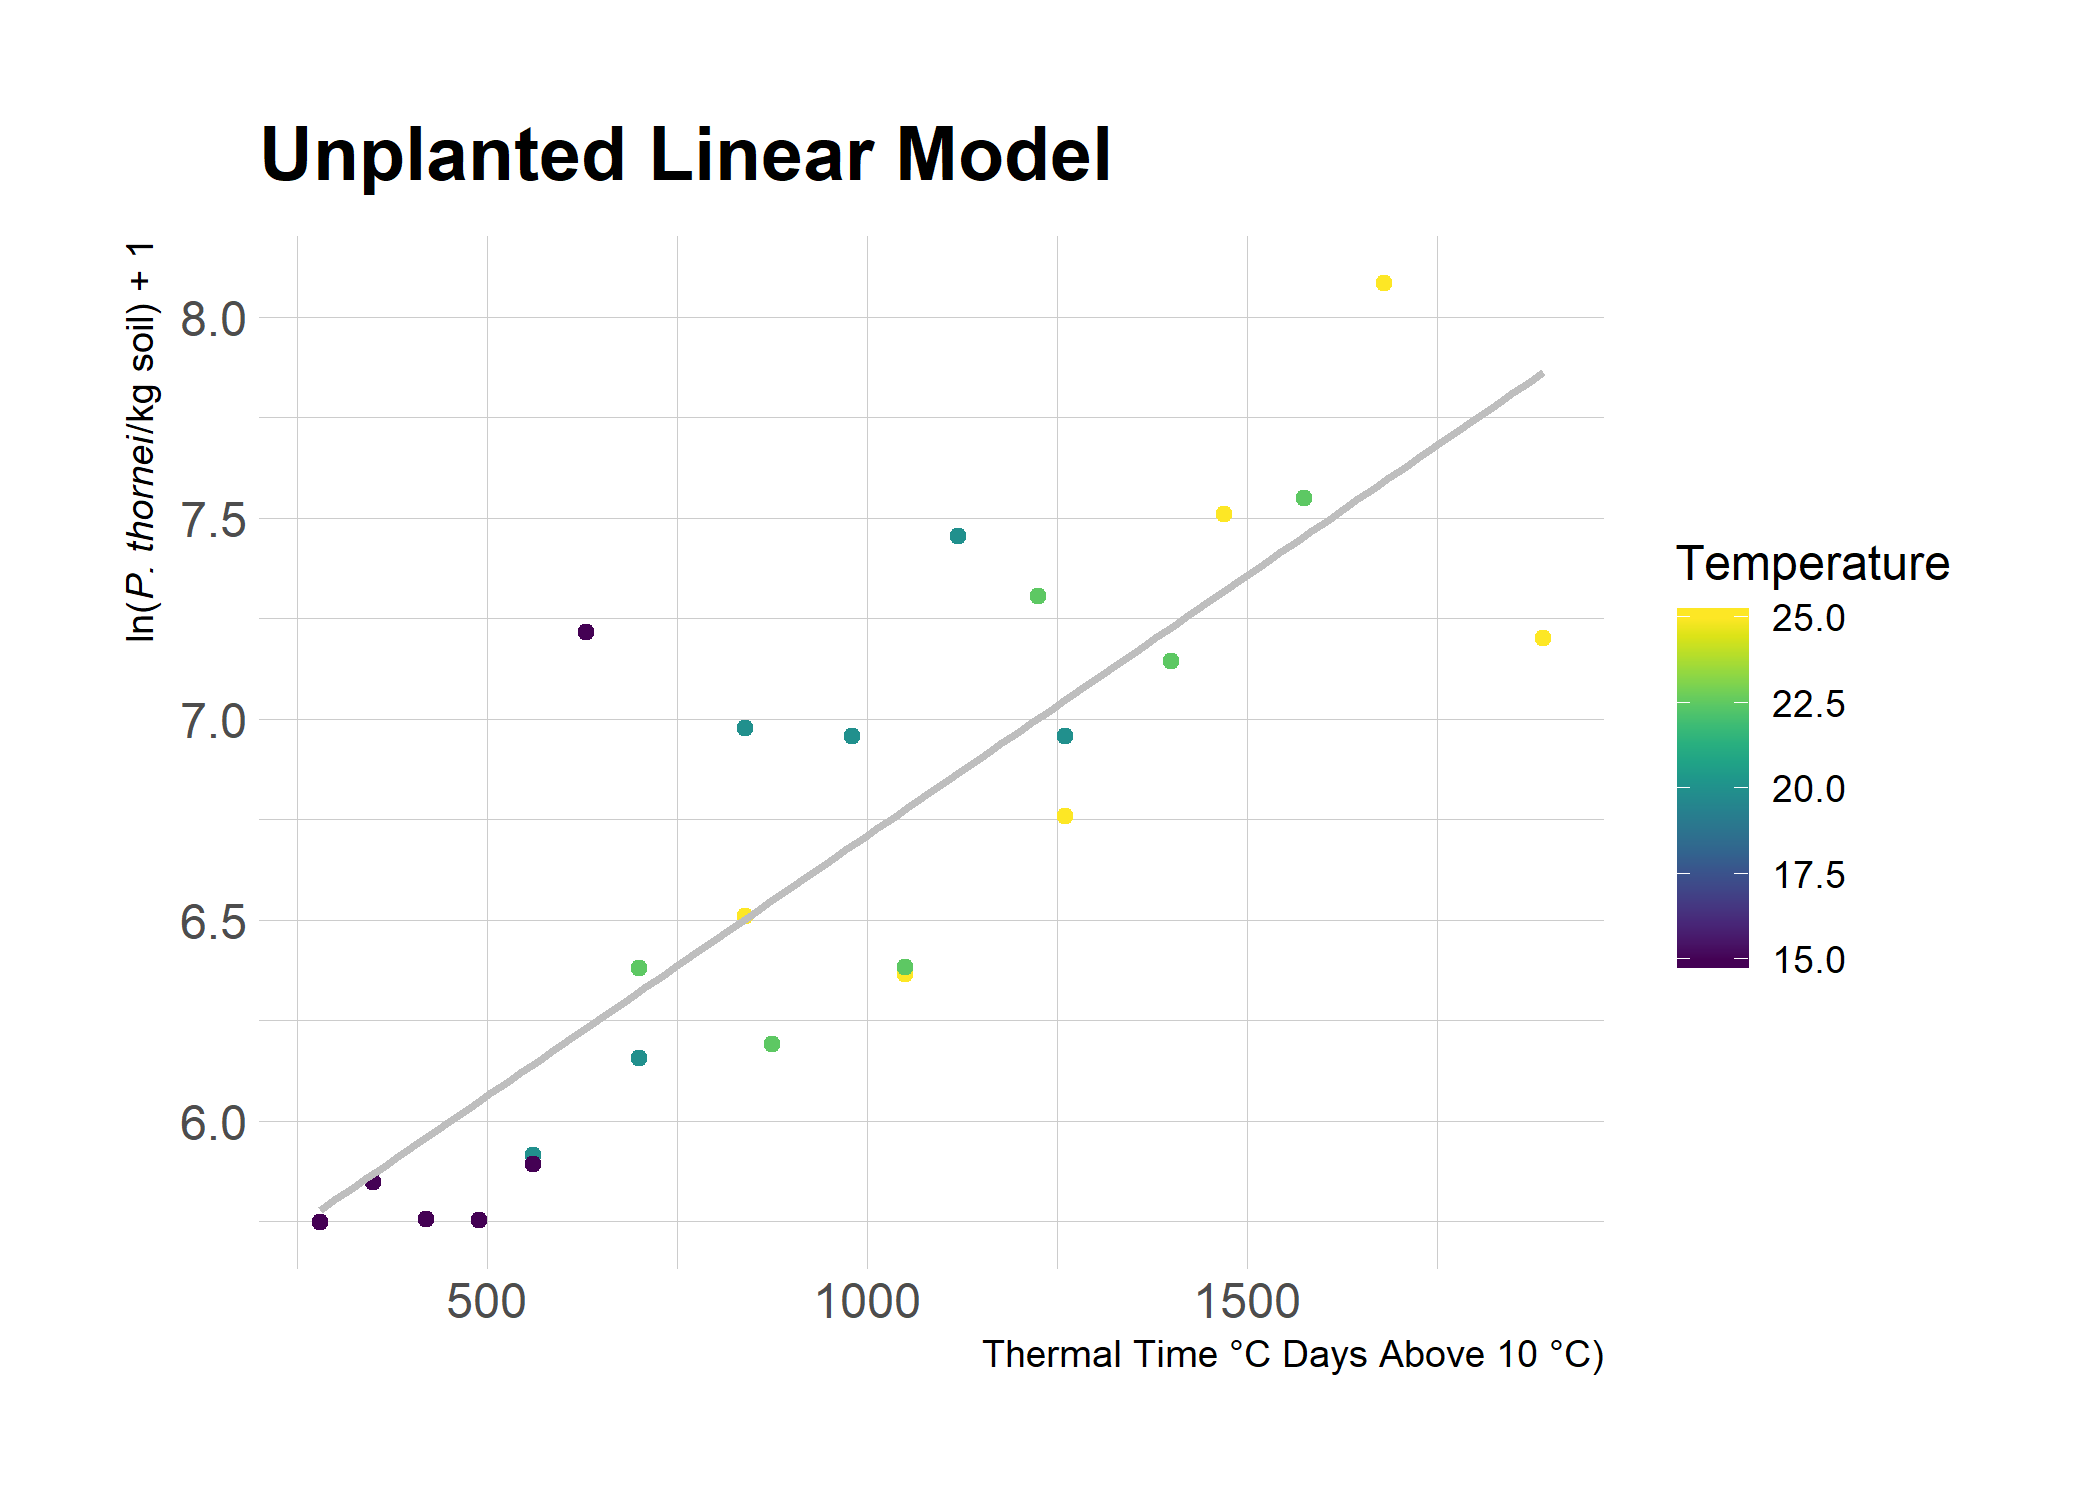 Unplanted Linear Model
ln(P. thornei/kg soil) + 1
8.0
7.5
7.0
6.5
6.0
500 1000 1500
Thermal Time °C Days Above 10 °C)
Temperature
25.0
22.5
20.0
17.5
15.0